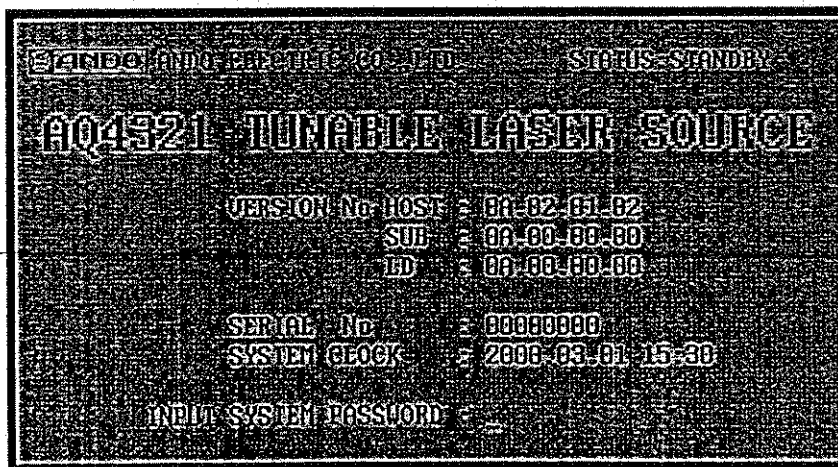 ANDO ANDO ELECTRIC CO.,LTD. STATUS=STANDBY
AQ4321 TUNABLE LASER SOURCE
VERSION No HOST : 0A-02-01-02
SUB : 0A-00-00-00
LD : 0A-00-00-00
SERIAL No : 00000000
SYSTEM CLOCK : 2000-03-01 15-30
INPUT SYSTEM PASSWORD : _